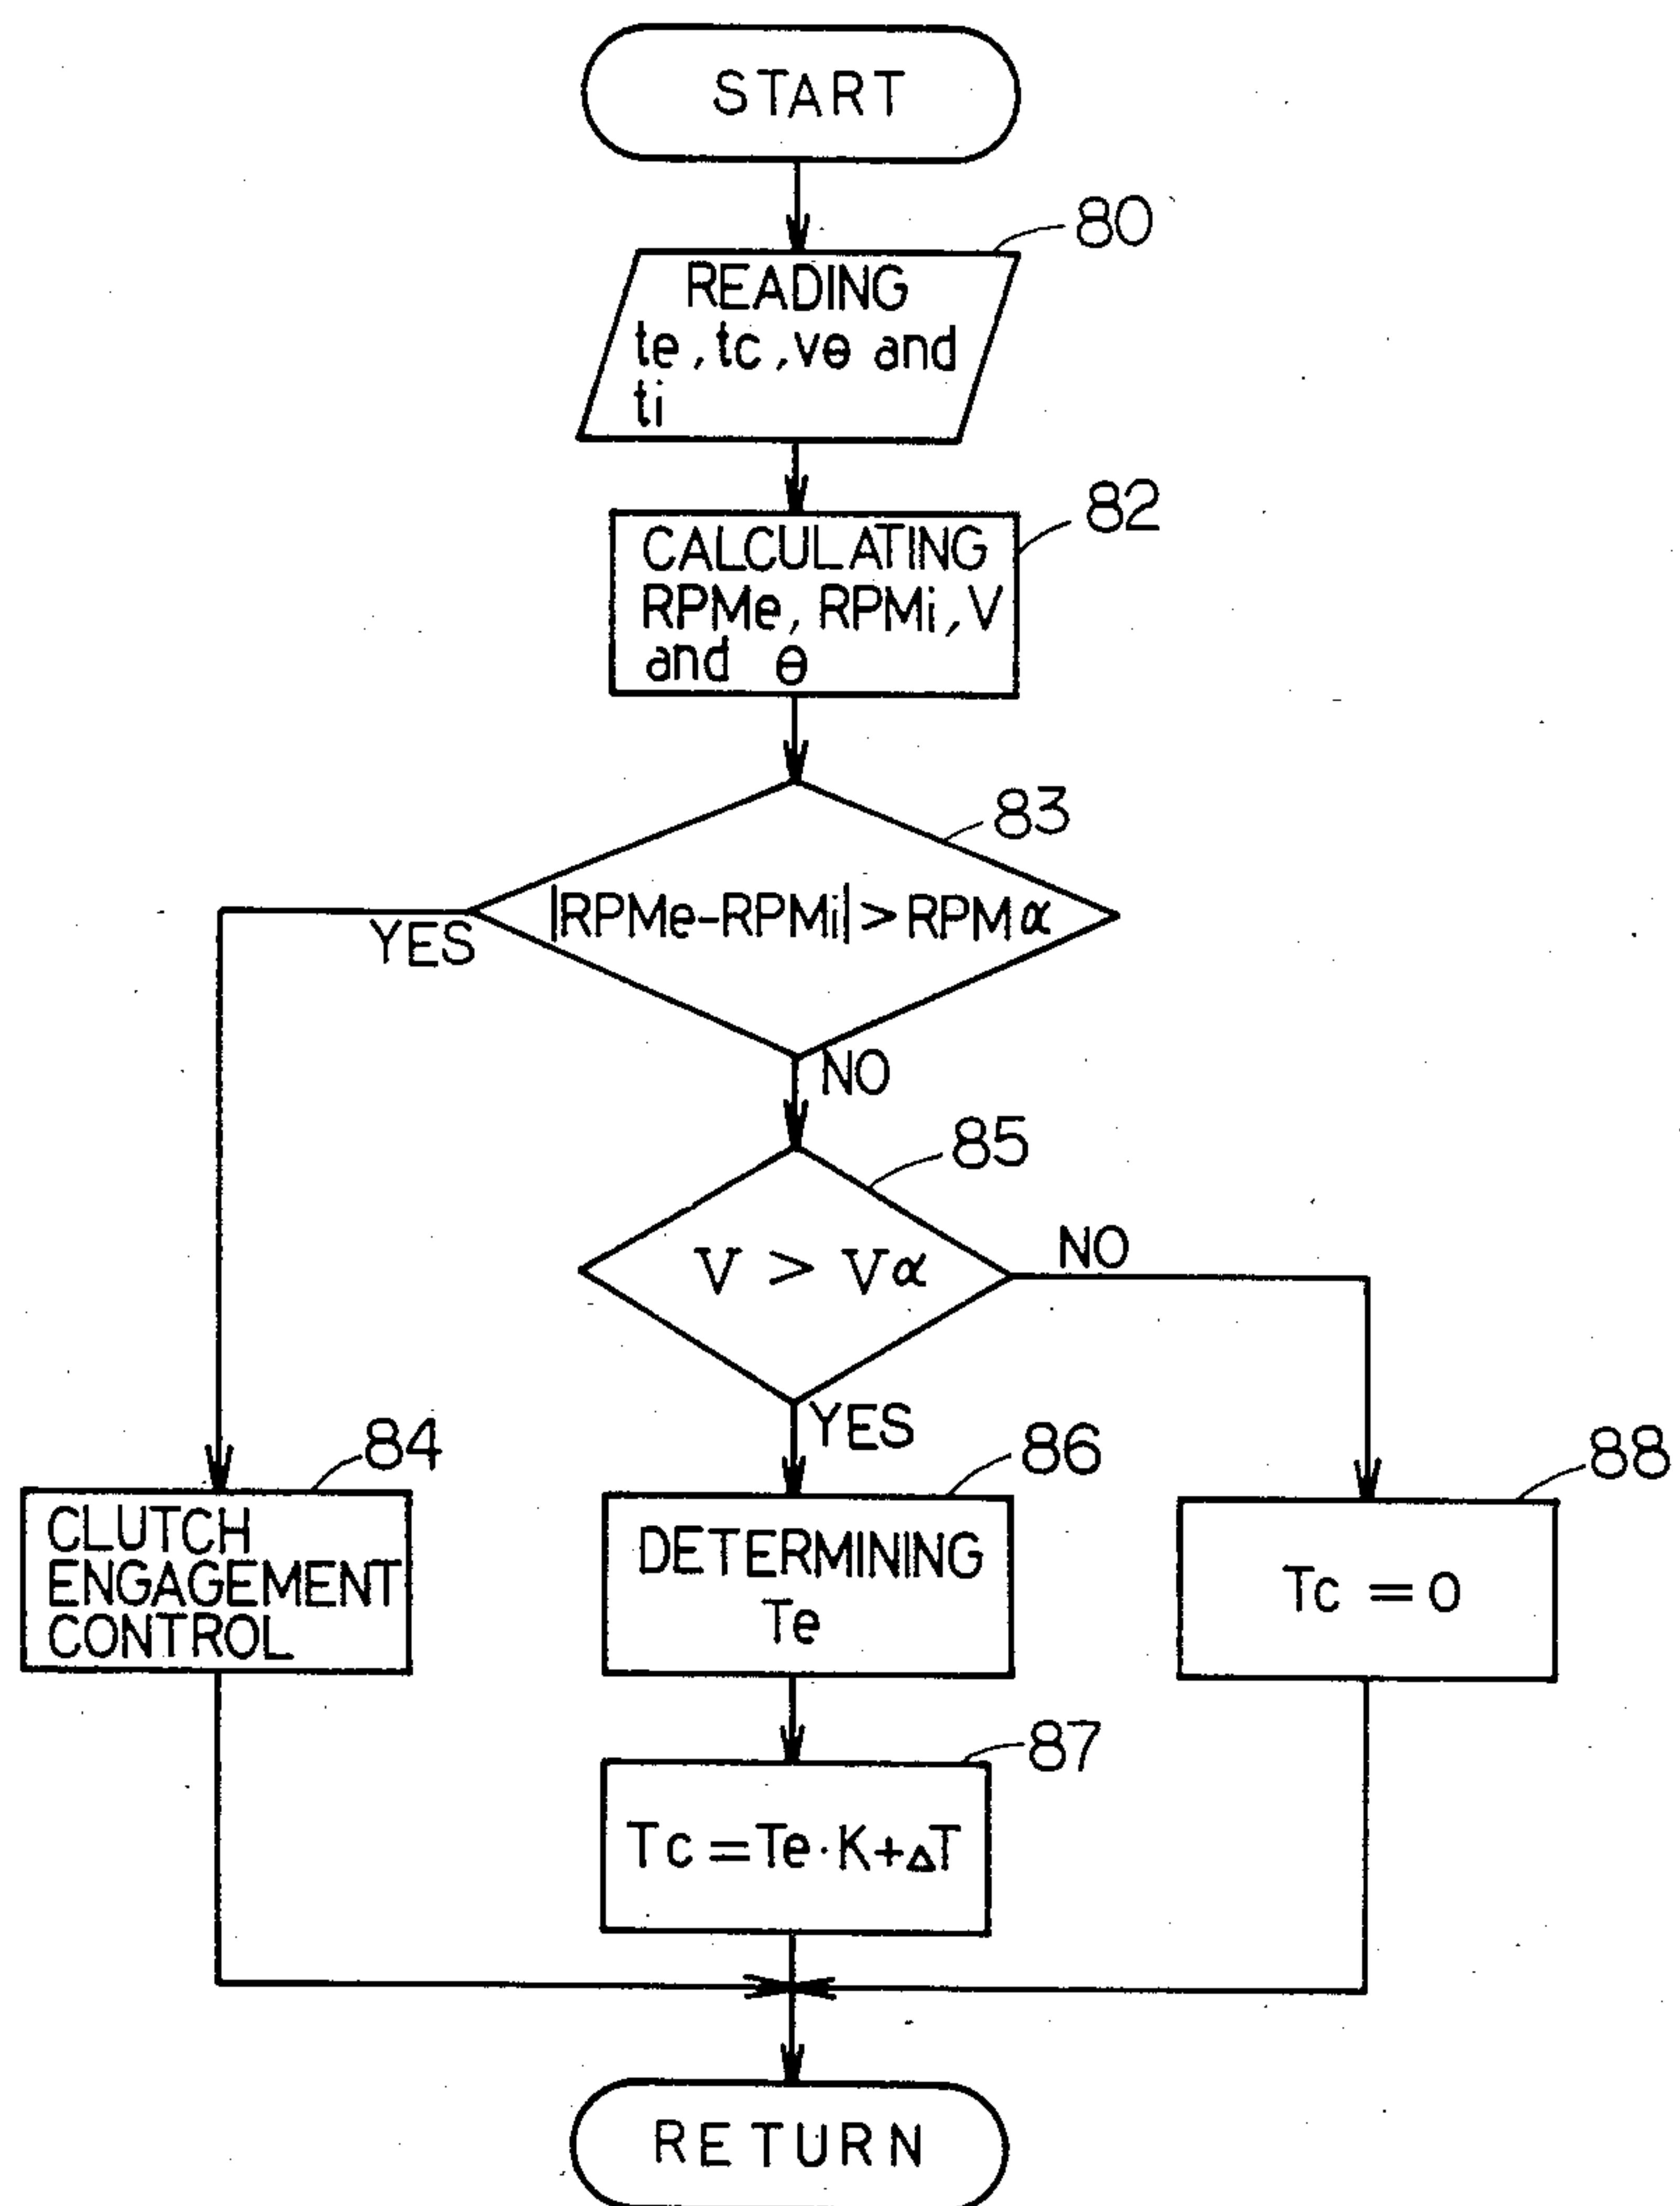 START
80
READING
te, tc, vθ and
ti
82
CALCULATING
RPMe, RPMi, V
and θ
83
|RPMe-RPMi| > RPMα
YES
NO
85
V > Vα
NO
YES
84
86
88
CLUTCH
ENGAGEMENT
CONTROL
DETERMINING
Te
Tc = 0
87
Tc = Te·K+ΔT
RETURN